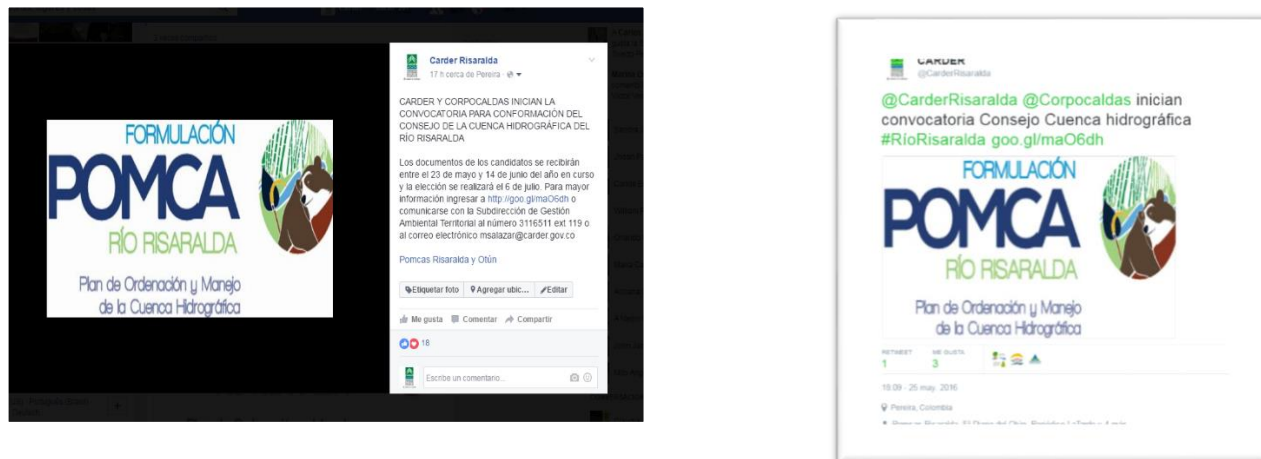 FORMULACIÓN
POMCA
RÍO RISARALDA
Plan de Ordenación y Manejo
de la Cuenca Hidrográfica
Carder Risaralda
17 h cerca de Pereira
CARDER Y CORPOCALDAS INICIAN LA
CONVOCATORIA PARA CONFORMACIÓN DEL
CONSEJO DE LA CUENCA HIDROGRÁFICA DEL
RÍO RISARALDA
Los documentos de los candidatos se recibirán
entre el 23 de mayo y 14 de junio del año en curso
y la elección se realizará el 6 de julio. Para mayor
información ingresar a http://goo.gl/maO6dh o
comunicarse con la Subdirección de Gestión
Ambiental Territorial al número 3116511 ext 119 o
al correo electrónico msalazar@carder.gov.co
Pomcas Risaralda y Otún
Etiquetar foto Agregar ubic... Editar
Me gusta Comentar Compartir
18
Escribe un comentario...
CARDER
@CarderRisaralda
@CarderRisaralda @Corpocaldas inician
convocatoria Consejo Cuenca hidrográfica
#RíoRisaralda goo.gl/maO6dh
FORMULACIÓN
POMCA
RÍO RISARALDA
Plan de Ordenación y Manejo
de la Cuenca Hidrográfica
RETWEET ME GUSTA
1 3
19:09 - 25 may. 2016
Pereira, Colombia